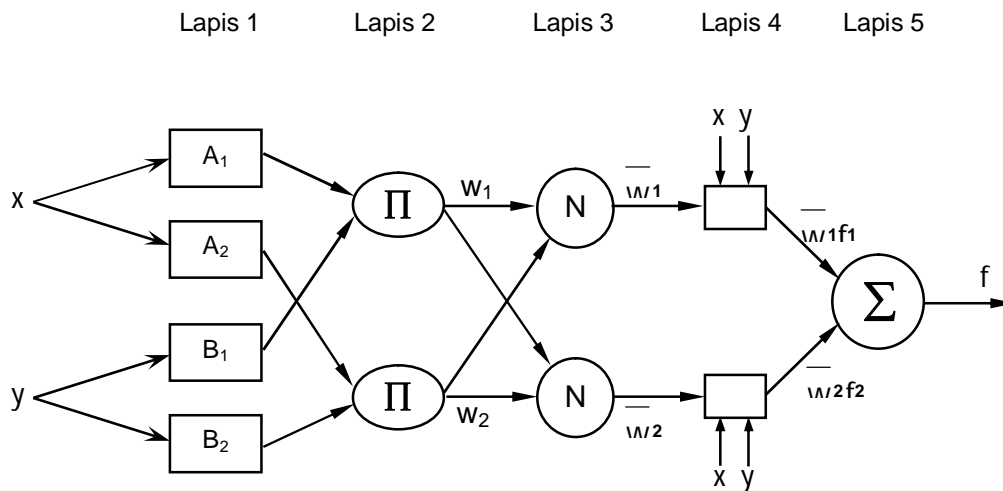 Lapis 1 Lapis 2 Lapis 3 Lapis 4 Lapis 5
x y
A₁
x
w₁
w̅1
Π
N
A₂
w̅1f1
f
Σ
B₁
w̅2f2
y
Π
N
w₂
w̅2
B₂
x y